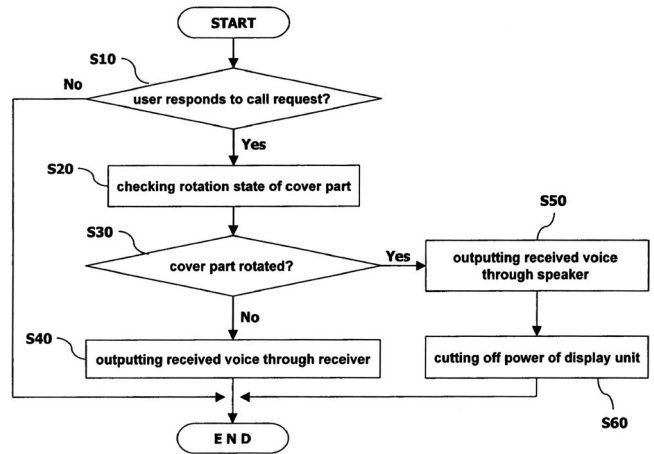 START
S10
No
user responds to call request?
Yes
S20
checking rotation state of cover part
S30
cover part rotated?
Yes
S50
outputting received voice
through speaker
No
S40
outputting received voice through receiver
cutting off power of display unit
S60
E N D